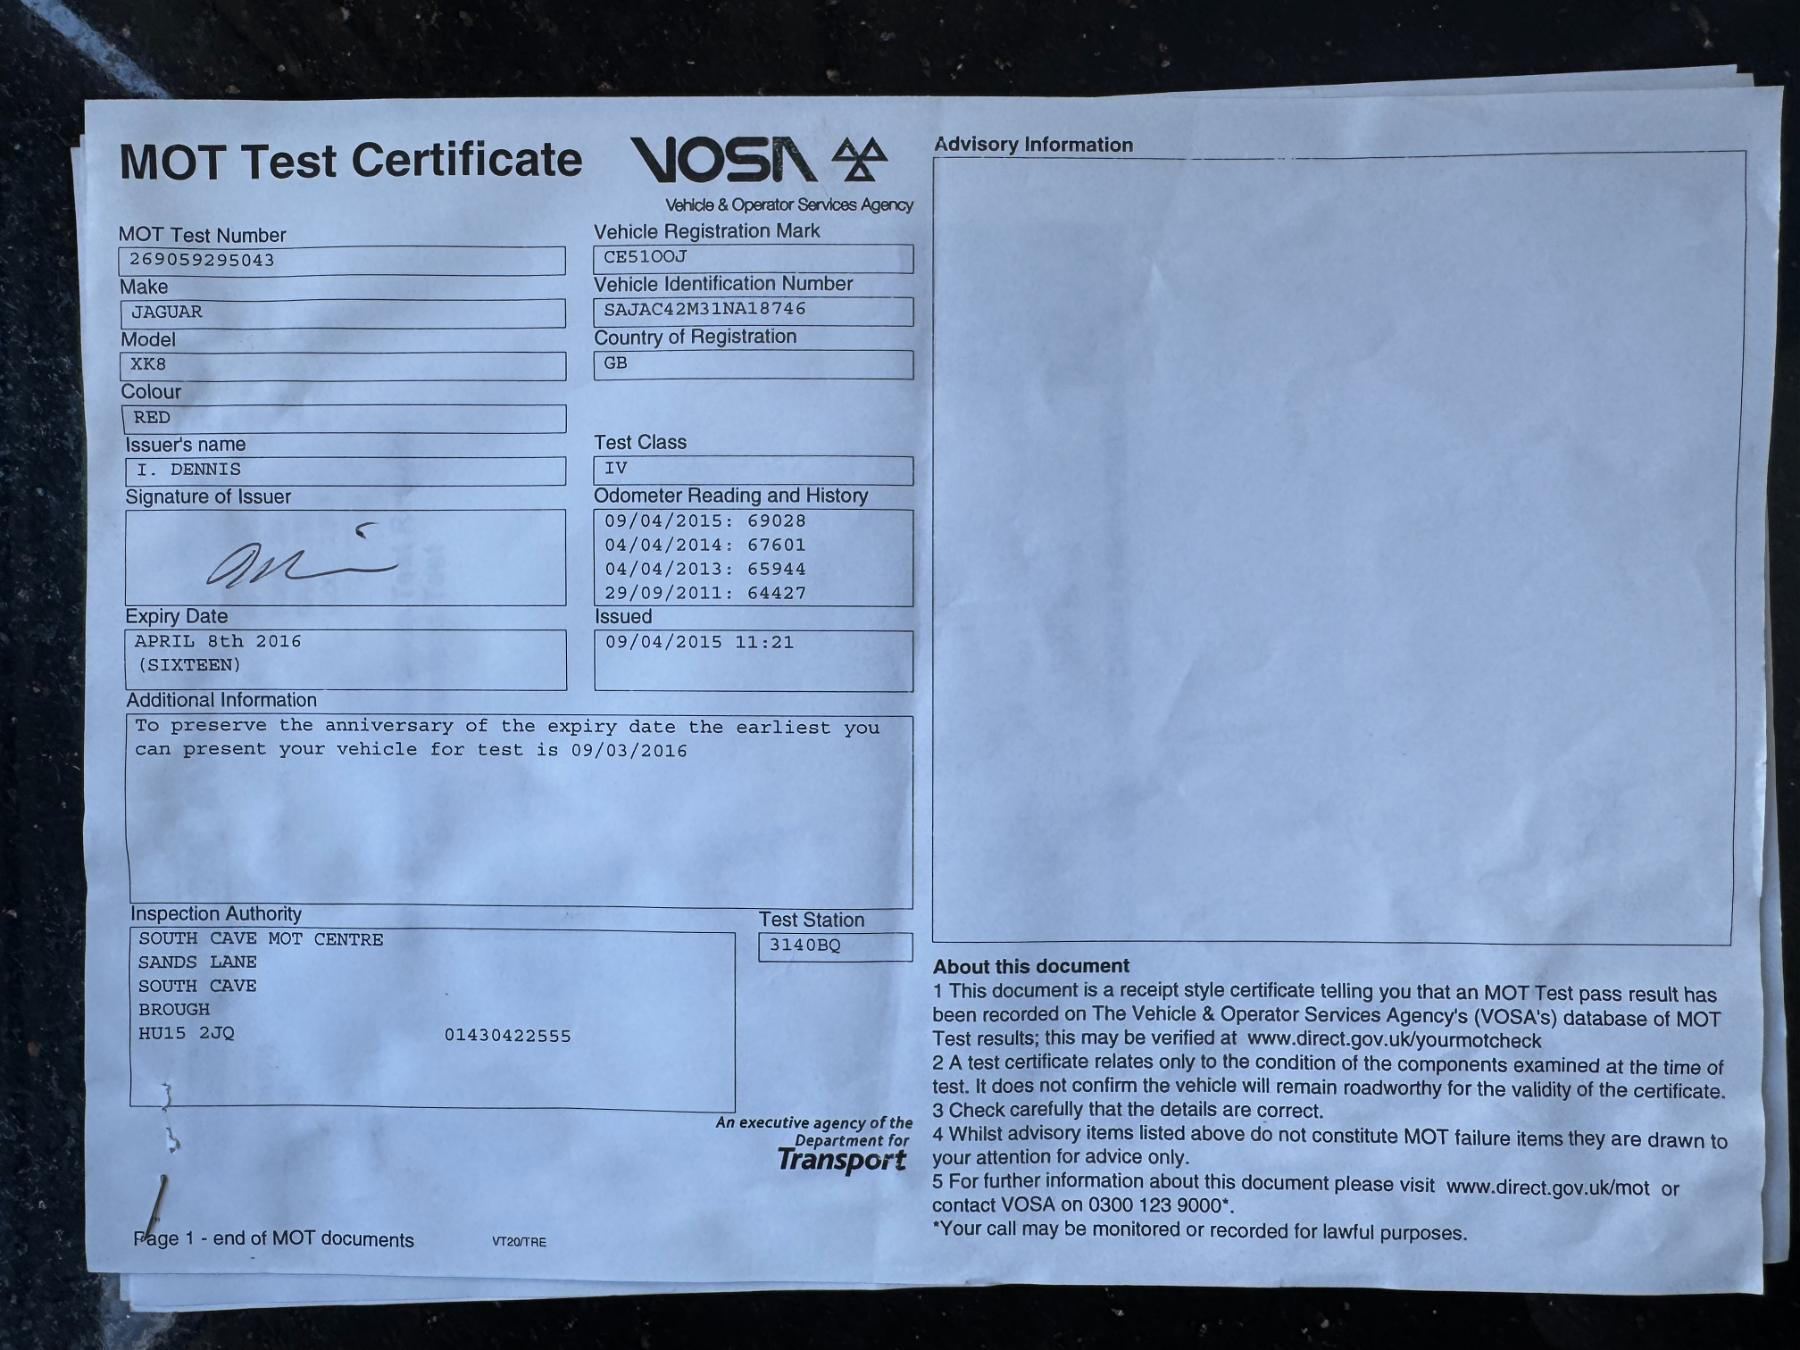 MOT Test Certificate
VOSA
Vehicle & Operator Services Agency
MOT Test Number
269059295043
Make
JAGUAR
Model
XK8
Colour
RED
Issuer's name
I. DENNIS
Signature of Issuer
Expiry Date
APRIL 8th 2016
(SIXTEEN)
Vehicle Registration Mark
CE51OOJ
Vehicle Identification Number
SAJAC42M31NA18746
Country of Registration
GB
Test Class
IV
Odometer Reading and History
09/04/2015: 69028
04/04/2014: 67601
04/04/2013: 65944
29/09/2011: 64427
Issued
09/04/2015 11:21
Additional Information
To preserve the anniversary of the expiry date the earliest you
can present your vehicle for test is 09/03/2016
Inspection Authority
SOUTH CAVE MOT CENTRE
SANDS LANE
SOUTH CAVE
BROUGH
HU15 2JQ 01430422555
Test Station
3140BQ
An executive agency of the
Department for
Transport
Page 1 - end of MOT documents VT20/TRE
Advisory Information
About this document
1 This document is a receipt style certificate telling you that an MOT Test pass result has
been recorded on The Vehicle & Operator Services Agency's (VOSA's) database of MOT
Test results; this may be verified at www.direct.gov.uk/yourmotcheck
2 A test certificate relates only to the condition of the components examined at the time of
test. It does not confirm the vehicle will remain roadworthy for the validity of the certificate.
3 Check carefully that the details are correct.
4 Whilst advisory items listed above do not constitute MOT failure items they are drawn to
your attention for advice only.
5 For further information about this document please visit www.direct.gov.uk/mot or
contact VOSA on 0300 123 9000*.
*Your call may be monitored or recorded for lawful purposes.